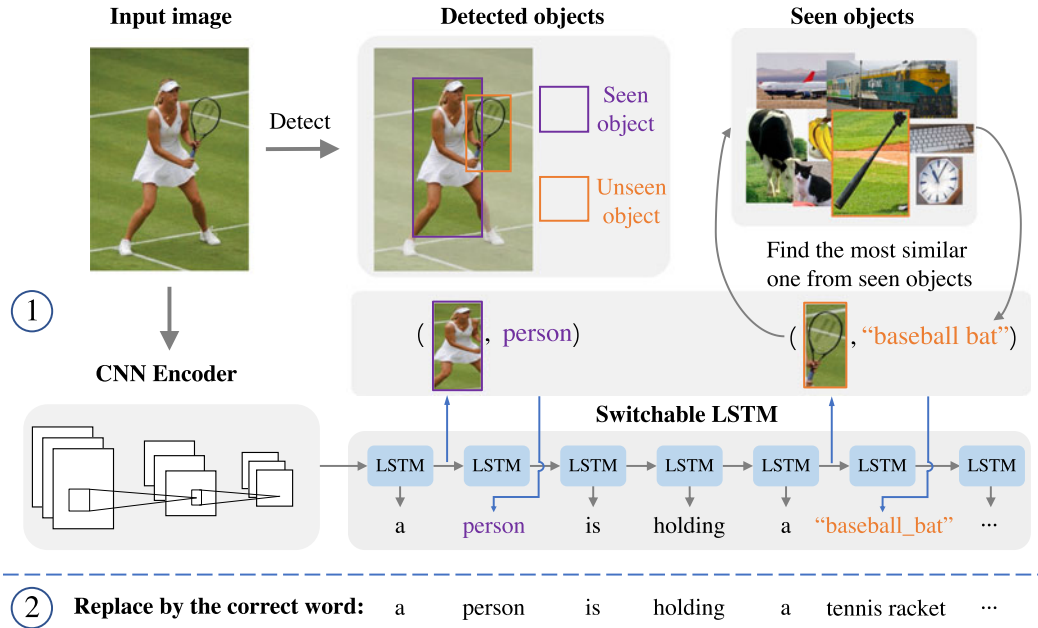 Input image
Detected objects
Seen objects
Detect
Seen
object
Unseen
object
Find the most similar
one from seen objects
1
( , person)
( , “baseball bat”)
CNN Encoder
Switchable LSTM
LSTM LSTM LSTM LSTM LSTM LSTM LSTM
a person is holding a “baseball_bat” ...
2 Replace by the correct word: a person is holding a tennis racket ...